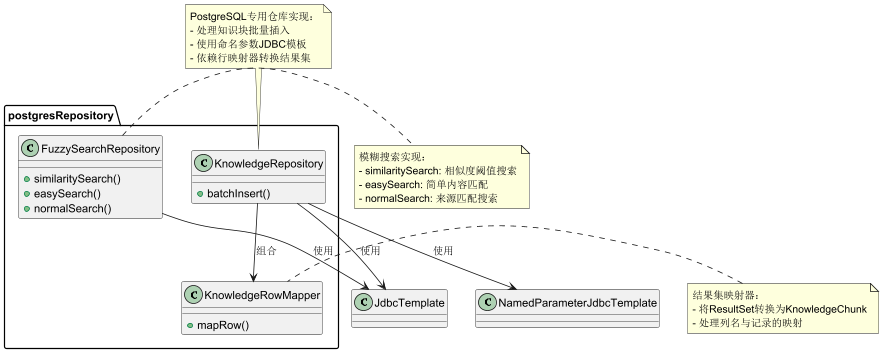 PostgreSQL专用仓库实现：
- 处理知识块批量插入
- 使用命名参数JDBC模板
- 依赖行映射器转换结果集
postgresRepository
C FuzzySearchRepository
similaritySearch()
easySearch()
normalSearch()
C KnowledgeRepository
batchInsert()
模糊搜索实现：
- similaritySearch: 相似度阈值搜索
- easySearch: 简单内容匹配
- normalSearch: 来源匹配搜索
组合
使用
使用
使用
C KnowledgeRowMapper
mapRow()
C JdbcTemplate
C NamedParameterJdbcTemplate
结果集映射器：
- 将ResultSet转换为KnowledgeChunk
- 处理列名与记录的映射